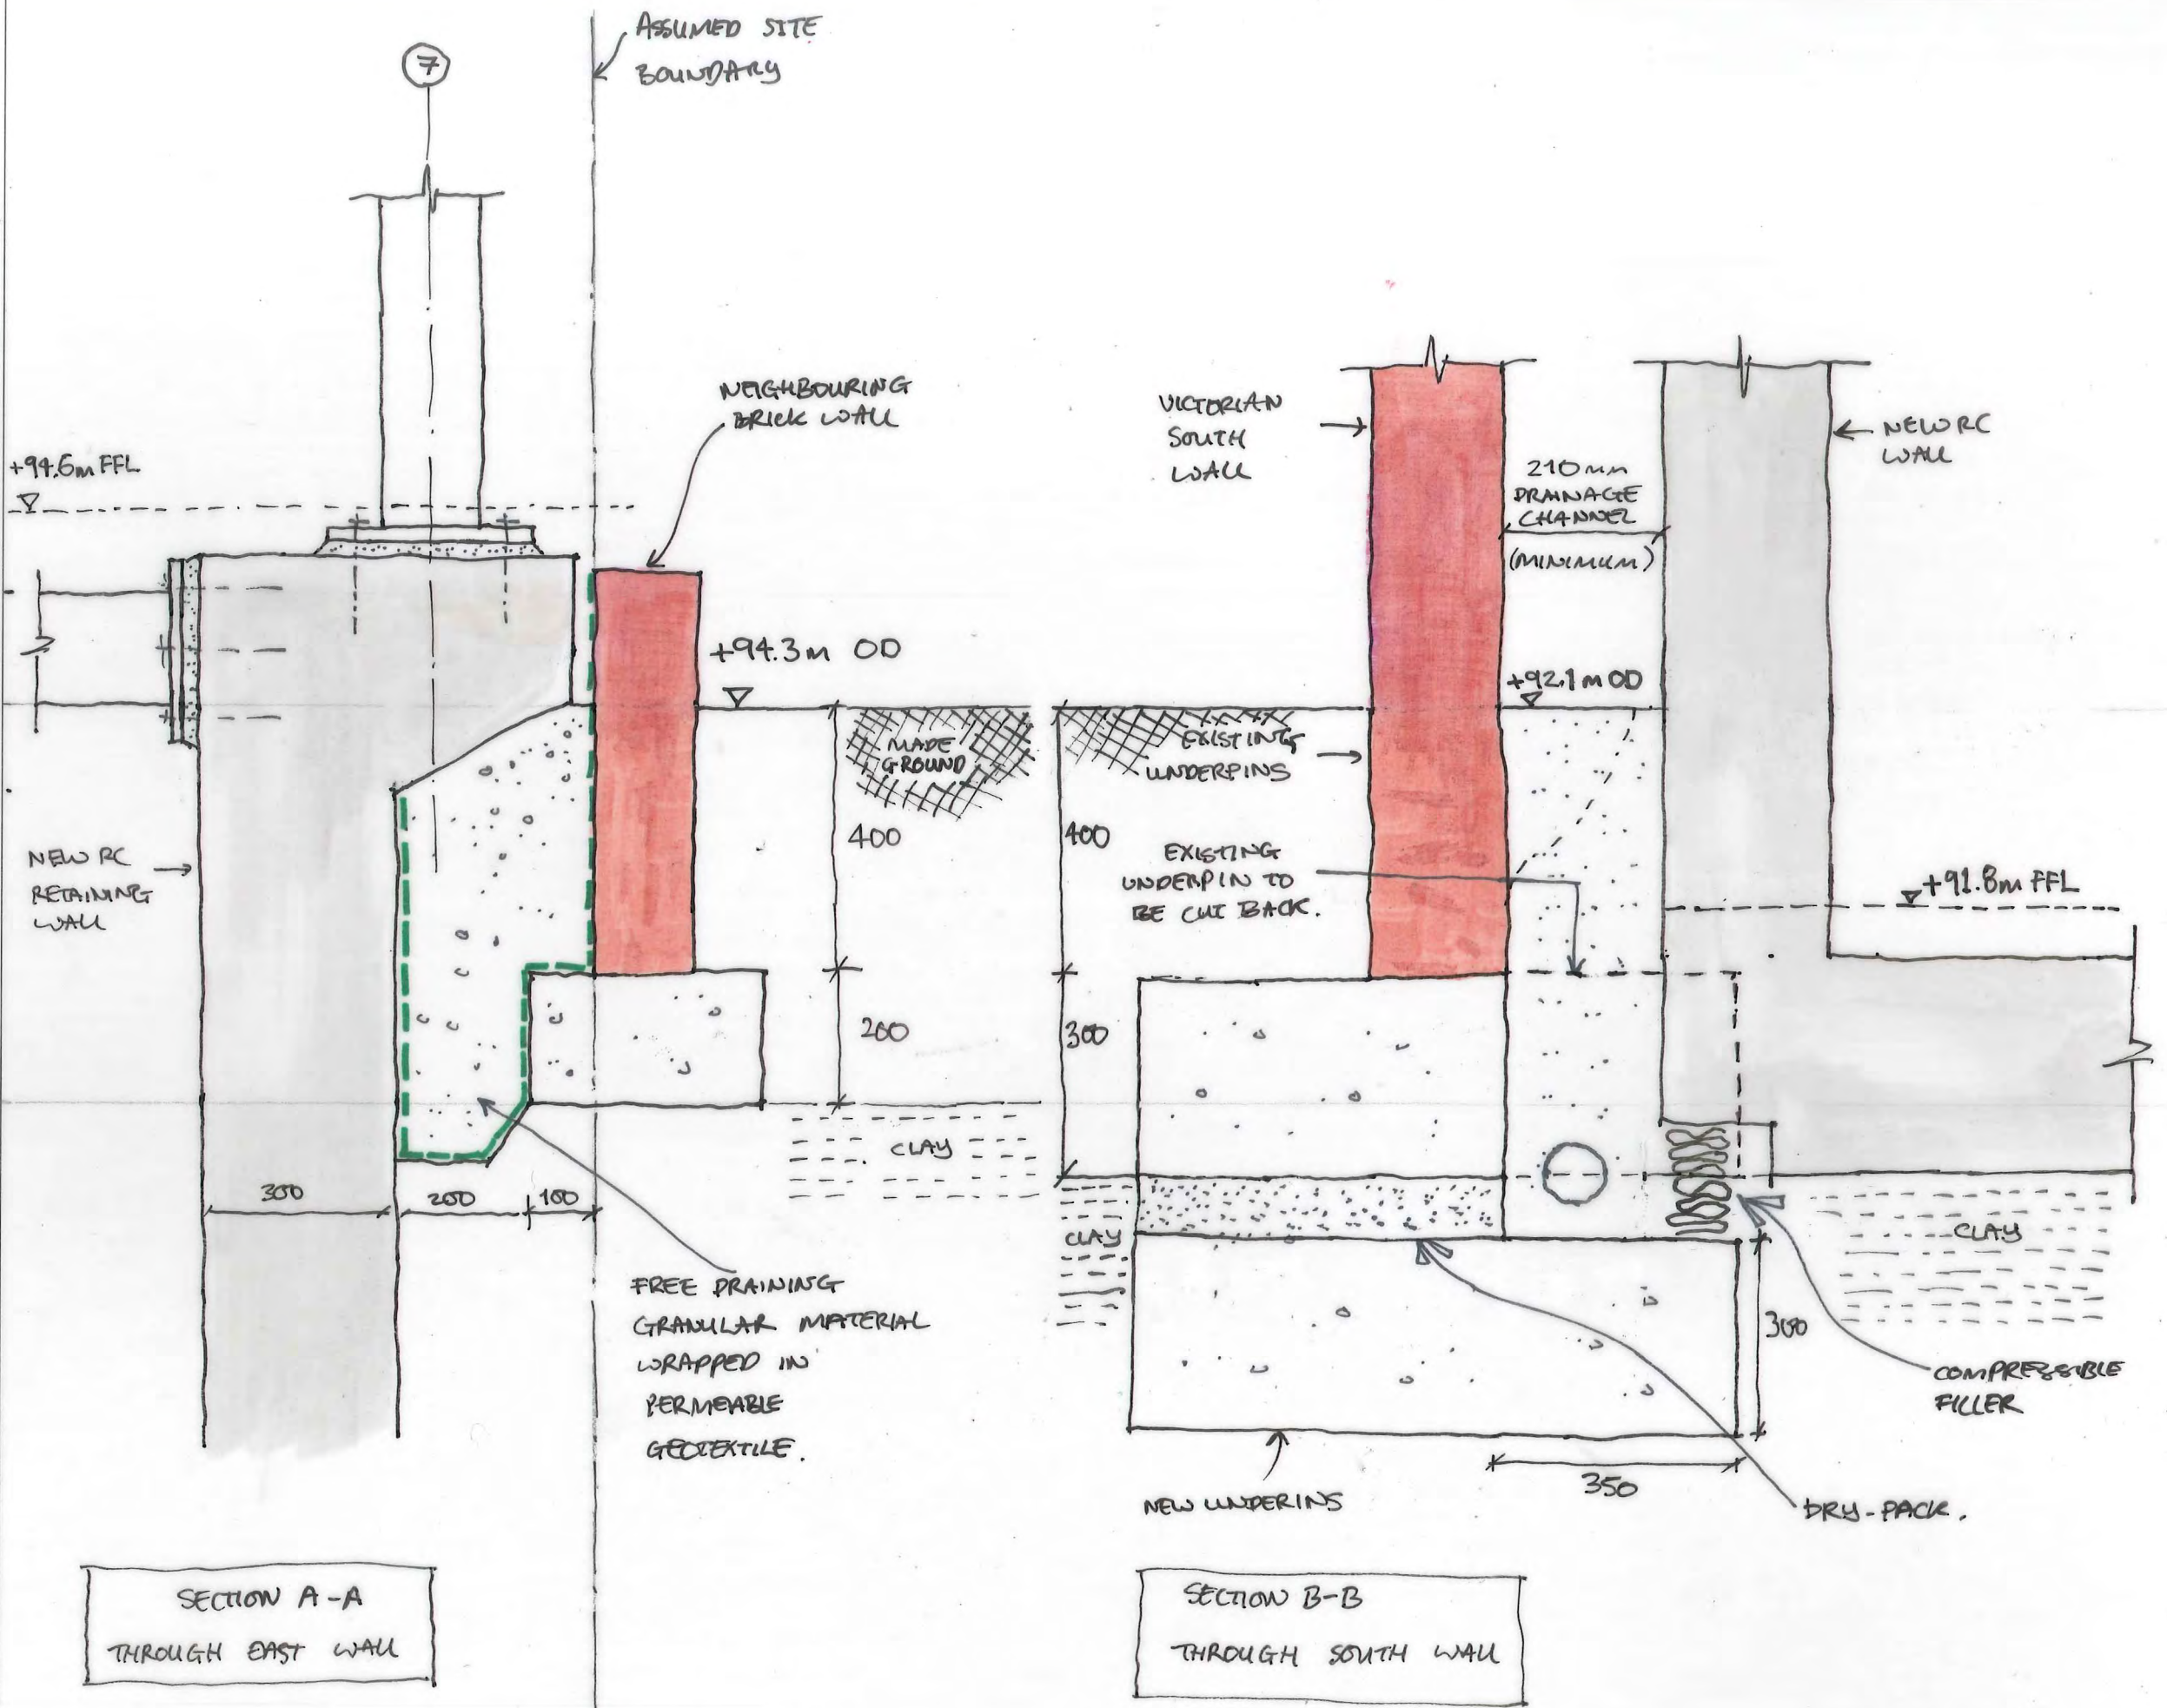 7
ASSUMED SITE
BOUNDARY
+94.6m FFL
NEIGHBOURING
BRICK WALL
+94.3m OD
MADE
GROUND
400
200
CLAY
NEW RC
RETAINING
WALL
300
200
100
FREE DRAINING
GRANULAR MATERIAL
WRAPPED IN
PERMEABLE
GEOTEXTILE.
SECTION A-A
THROUGH EAST WALL
VICTORIAN
SOUTH
WALL
210mm
DRAINAGE
CHANNEL
(MINIMUM)
NEW RC
WALL
+92.1m OD
EXISTING
UNDERPINS
400
EXISTING
UNDERPIN TO
BE CUT BACK.
+91.8m FFL
300
CLAY
CLAY
300
COMPRESSIBLE
FILLER
350
NEW UNDERINS
DRY-PACK.
SECTION B-B
THROUGH SOUTH WALL